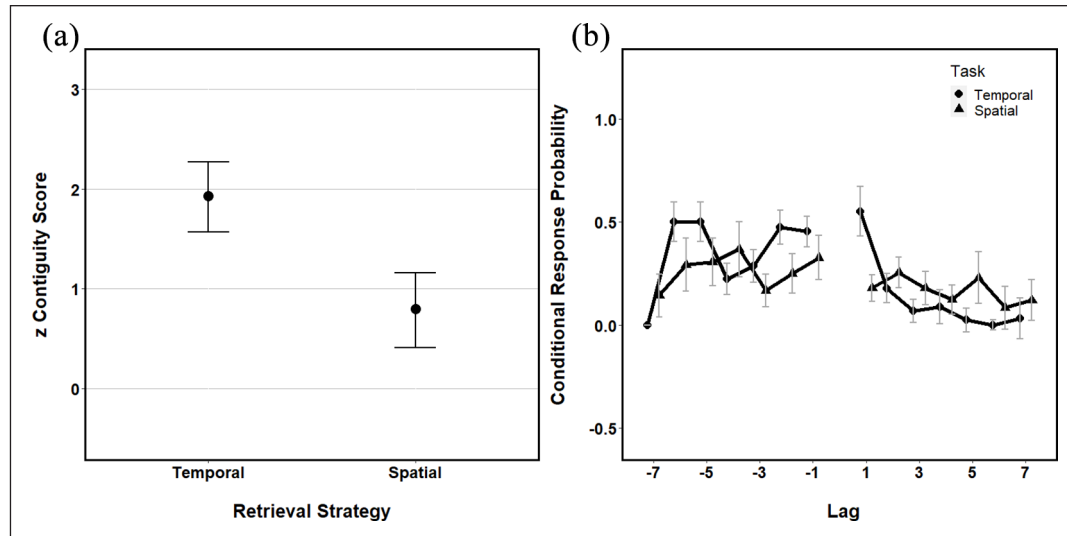 (a)
z Contiguity Score
3
2
1
0
Temporal
Spatial
Retrieval Strategy
(b)
Conditional Response Probability
1.0
0.5
0.0
-0.5
Task
Temporal
Spatial
-7
-5
-3
-1
1
3
5
7
Lag